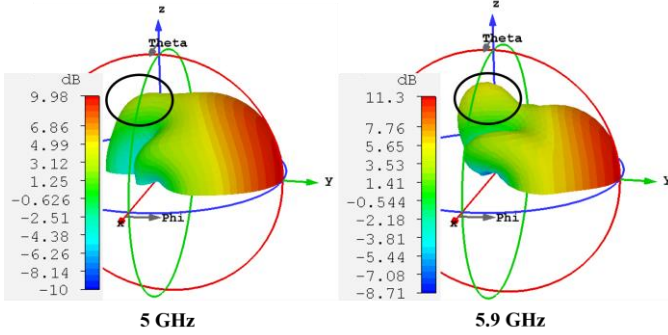 z
Theta
dB
9.98
6.86
4.99
3.12
1.25
-0.626
-2.51
-4.38
-6.26
-8.14
-10
Y
x
Phi
5 GHz
z
Theta
dB
11.3
7.76
5.65
3.53
1.41
-0.544
-2.18
-3.81
-5.44
-7.08
-8.71
Y
x
Phi
5.9 GHz